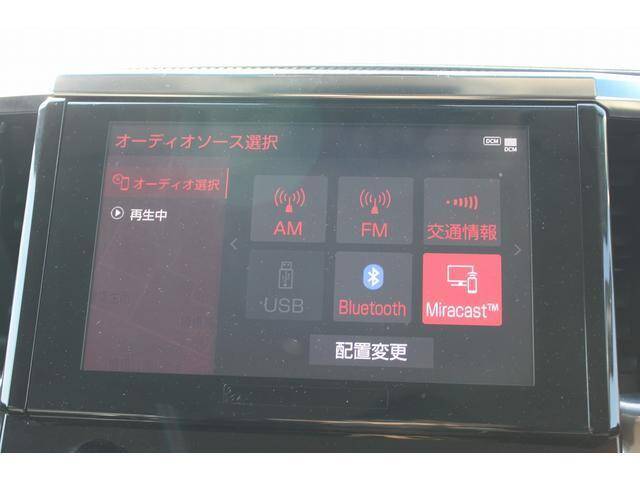 オーディオソース選択
DCM
DCM
オーディオ選択
再生中
AM
FM
交通情報
USB
Bluetooth
Miracast™
配置変更